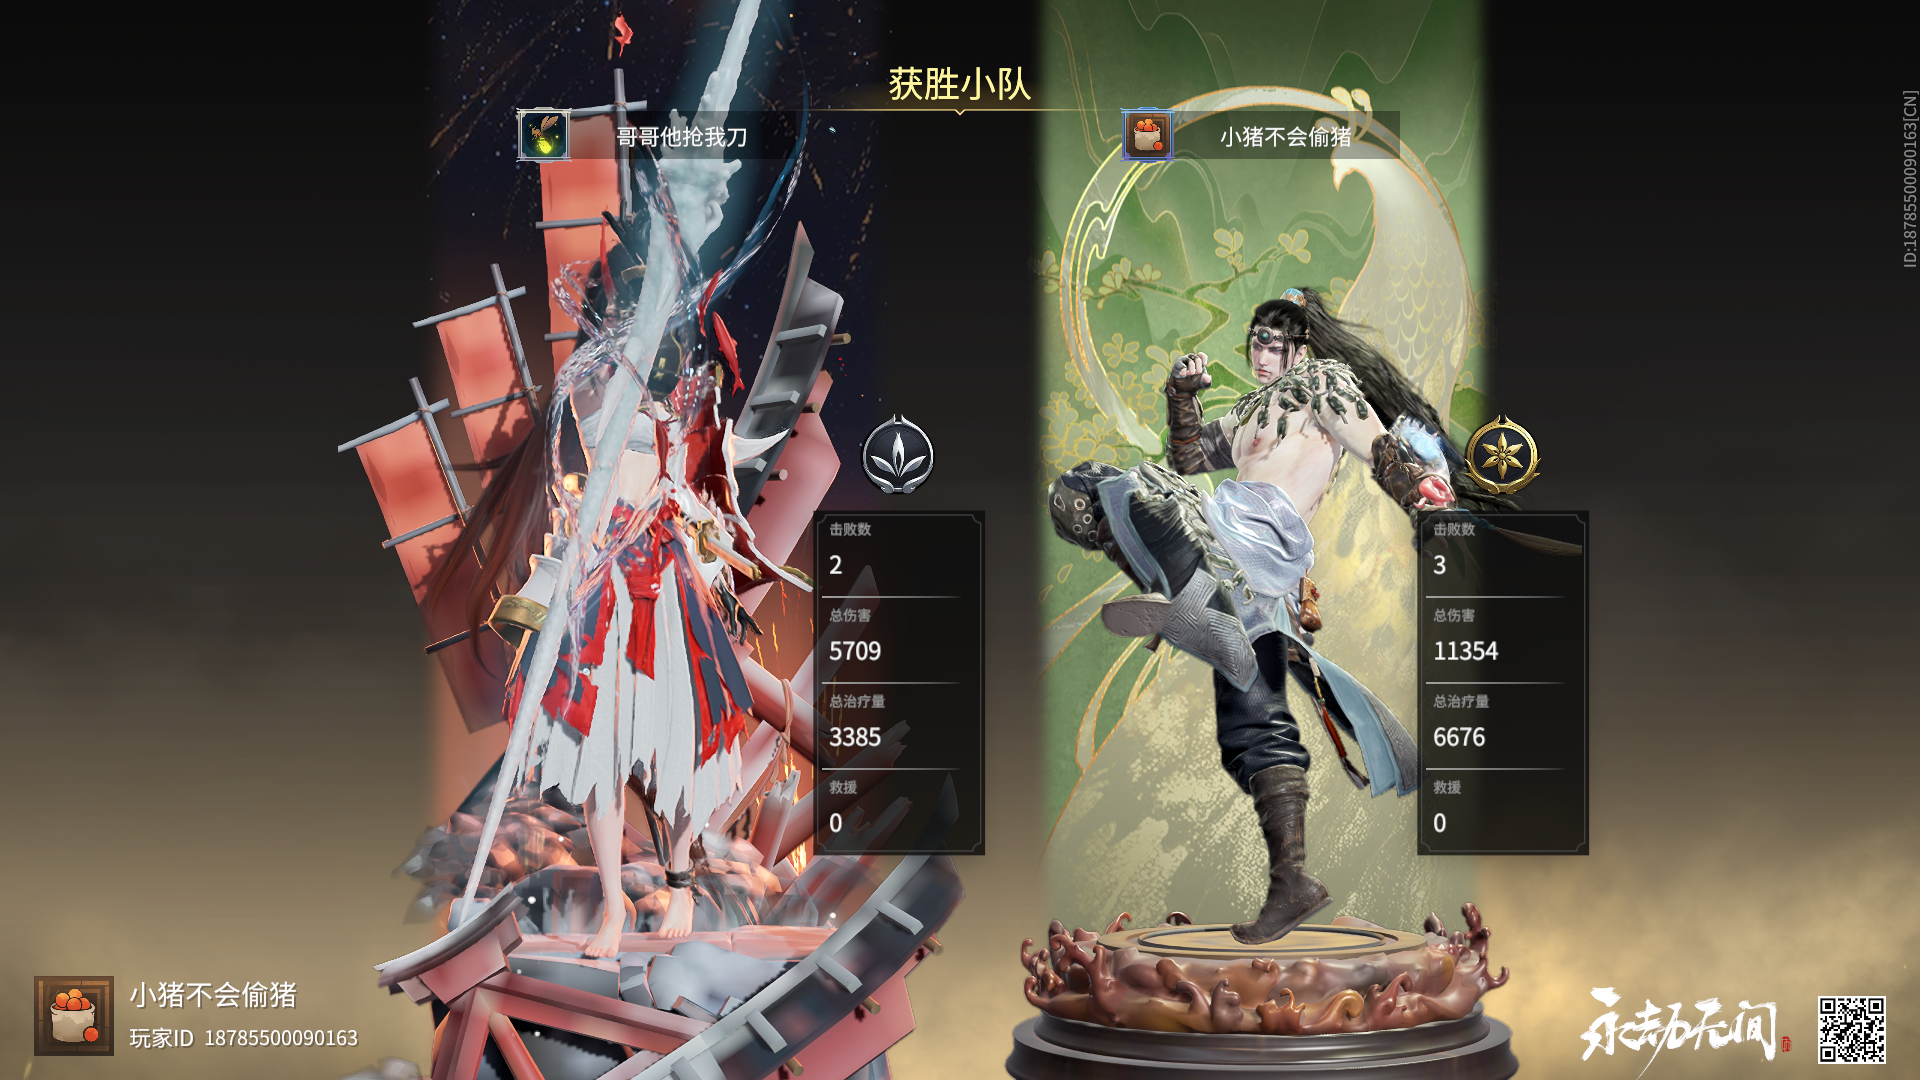 获胜小队
哥哥他抢我刀
小猪不会偷猪
击败数
2
总伤害
5709
总治疗量
3385
救援
0
击败数
3
总伤害
11354
总治疗量
6676
救援
0
ID:18785500090163[CN]
小猪不会偷猪
玩家ID 18785500090163
永劫无间